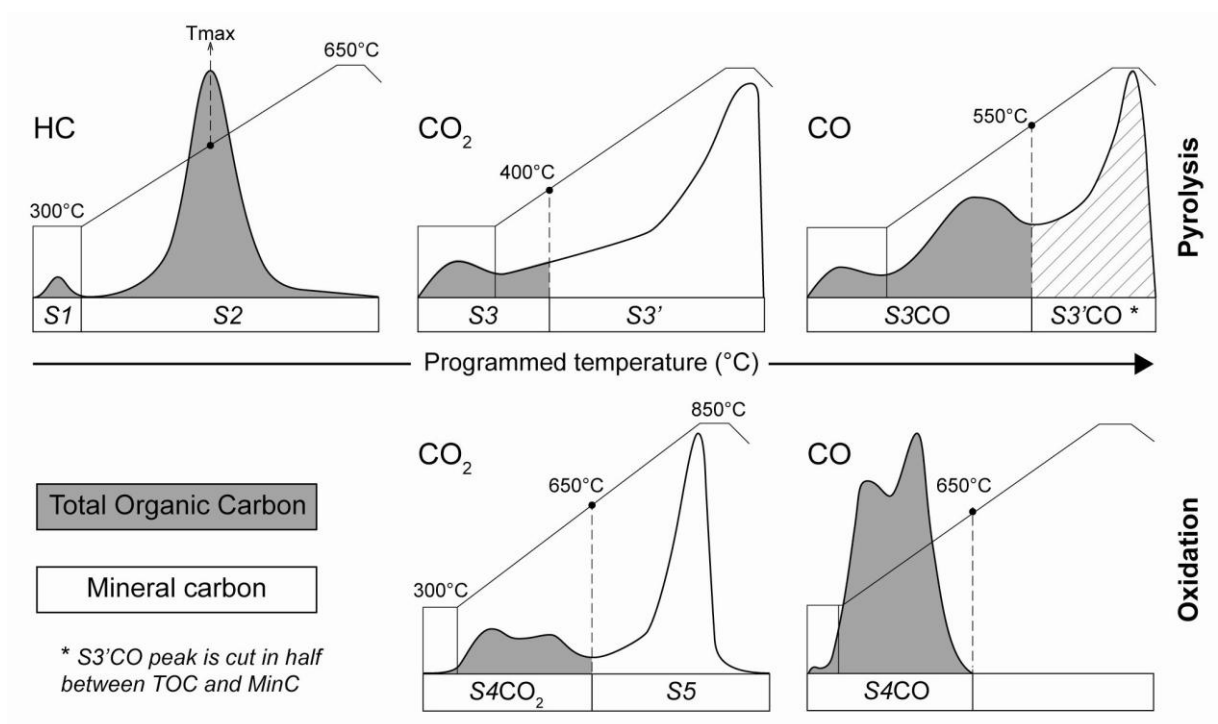 Tmax
650°C
HC
300°C
S1
S2
CO2
400°C
S3
S3'
CO
550°C
S3CO
S3'CO *
Pyrolysis
Programmed temperature (°C)
Total Organic Carbon
Mineral carbon
* S3'CO peak is cut in half
between TOC and MinC
CO2
850°C
650°C
300°C
S4CO2
S5
CO
650°C
S4CO
Oxidation